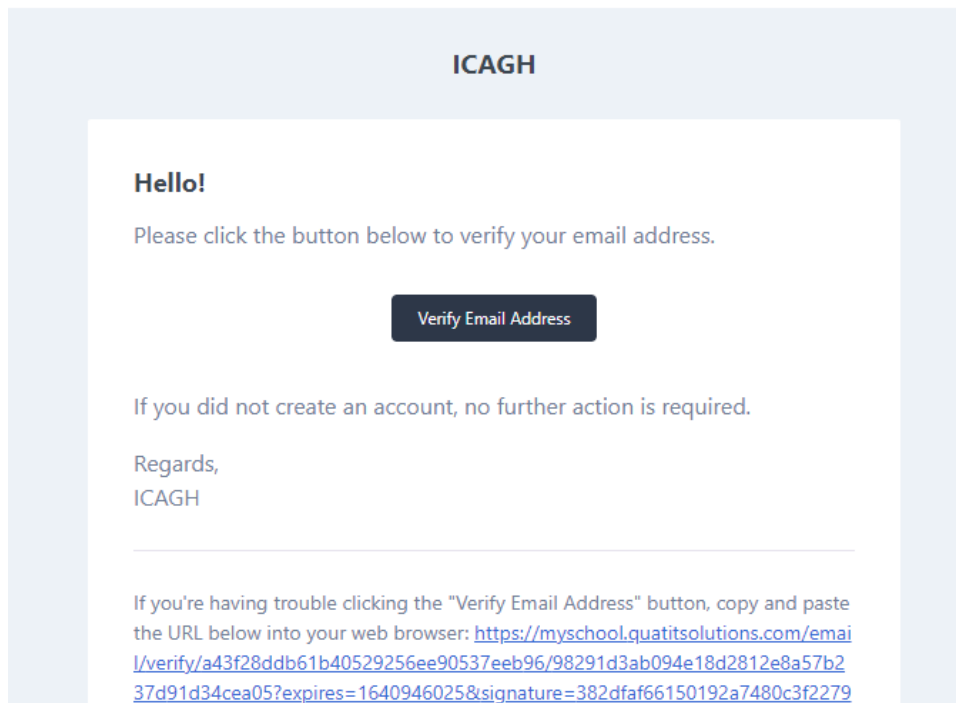 ICAGH
Hello!
Please click the button below to verify your email address.
Verify Email Address
If you did not create an account, no further action is required.
Regards,
ICAGH
If you're having trouble clicking the "Verify Email Address" button, copy and paste
the URL below into your web browser: https://myschool.quatitsolutions.com/emai
l/verify/a43f28ddb61b40529256ee90537eeb96/98291d3ab094e18d2812e8a57b2
37d91d34cea05?expires=1640946025&signature=382dfaf66150192a7480c3f2279